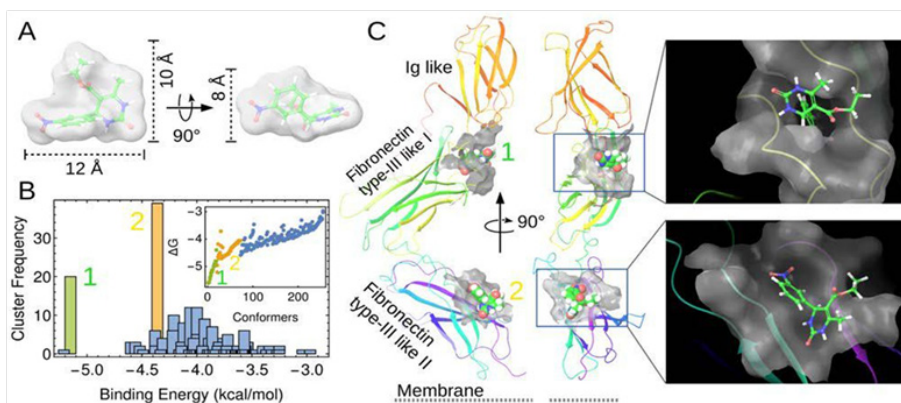 A
10 Å
8 Å
90°
12 Å
B
Cluster Frequency
30
20
10
0
1
2
ΔG
−3
−4
−5
1
2
0
100
200
Conformers
−5.0
−4.5
−4.0
−3.5
−3.0
Binding Energy (kcal/mol)
C
Ig like
Fibronectin
type-III like I
1
90°
2
Fibronectin
type-III like II
Membrane